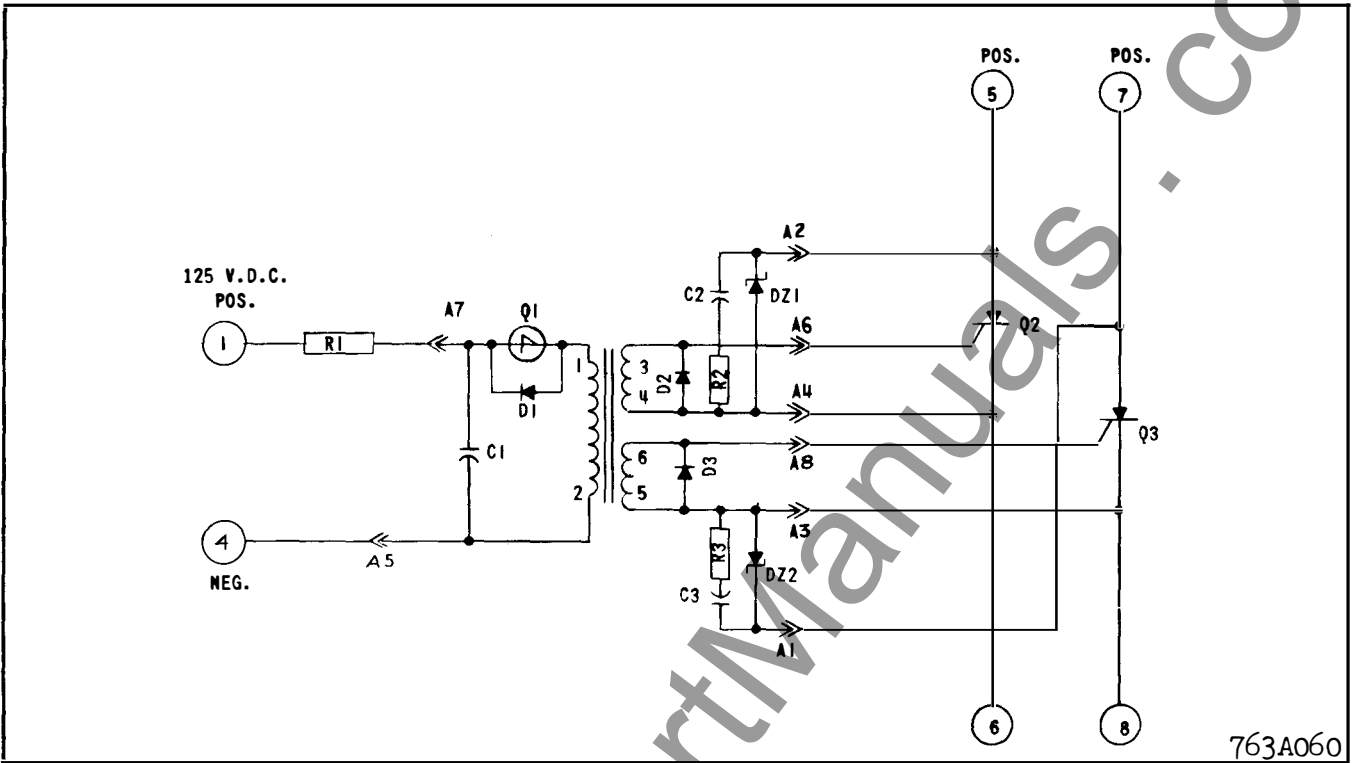 POS. POS.
5 7
125 V.D.C.
POS.
1
R1
A7
Q1
D1
C1
4
NEG.
A5
1
2
3
4
6
5
D2
R2
C2
DZ1
A2
A6
A4
Q2
D3
A8
A3
R3
C3
DZ2
A1
Q3
6 8
763A060
rtManuals.co